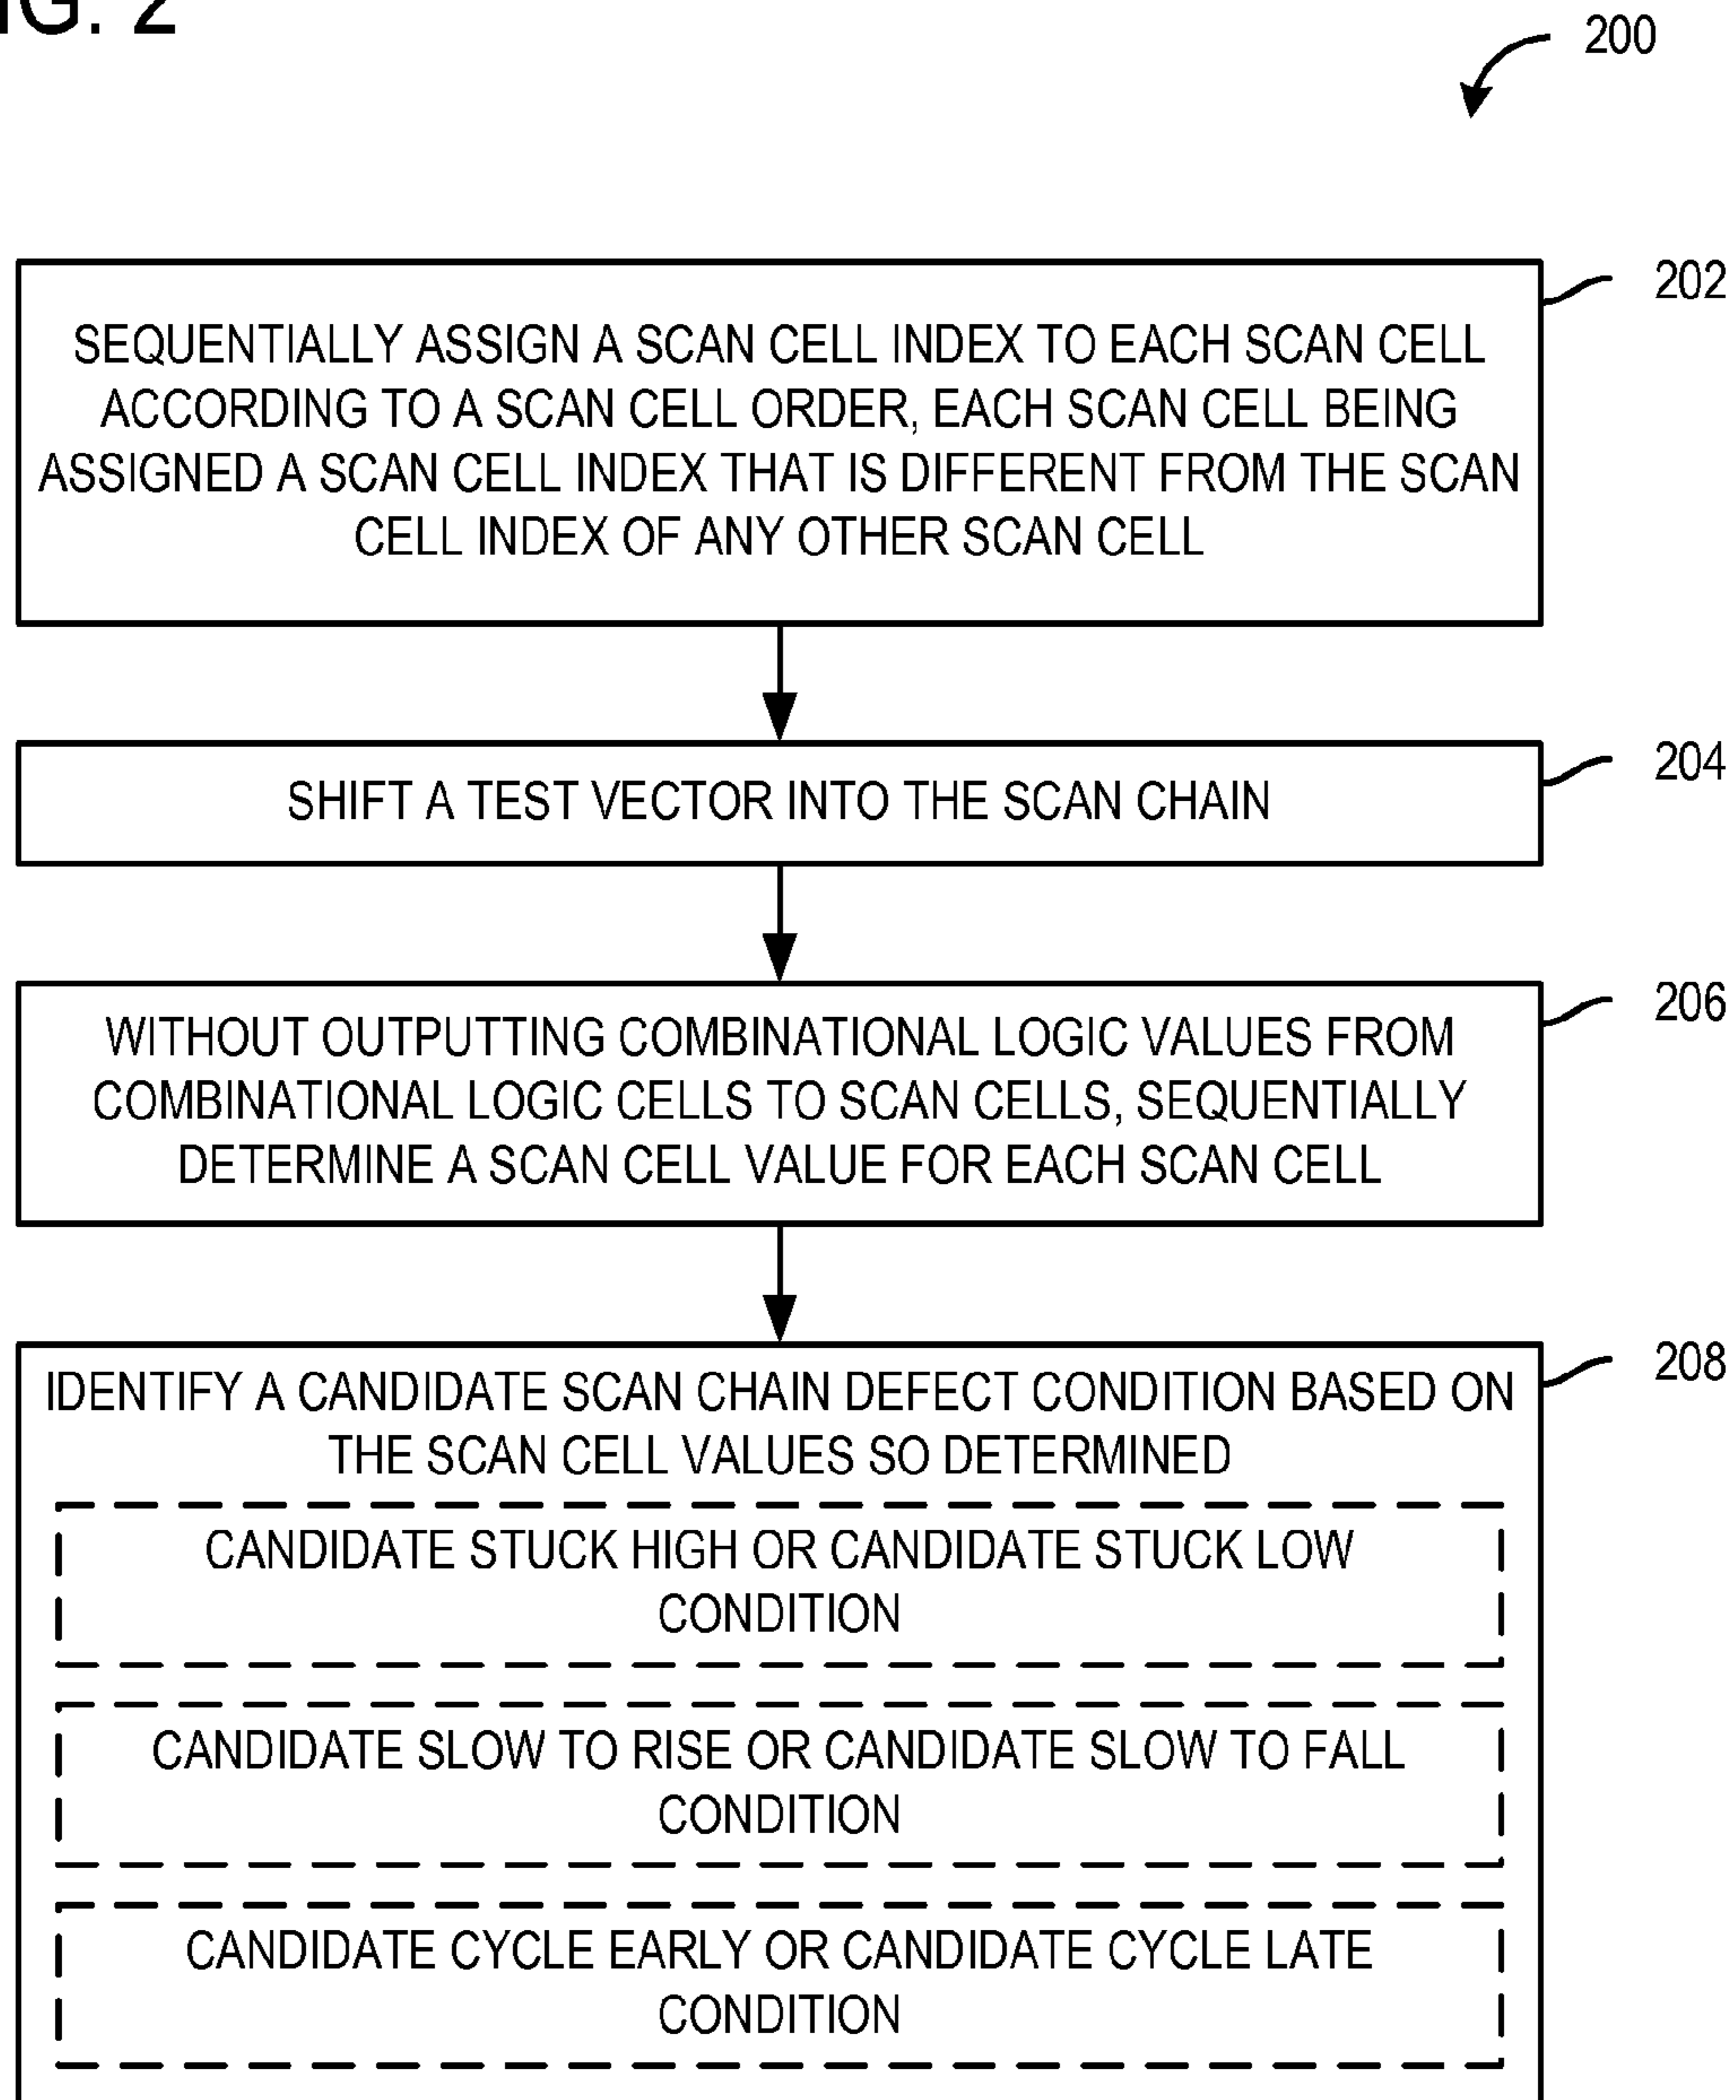 FIG. 2
200
202
SEQUENTIALLY ASSIGN A SCAN CELL INDEX TO EACH SCAN CELL
ACCORDING TO A SCAN CELL ORDER, EACH SCAN CELL BEING
ASSIGNED A SCAN CELL INDEX THAT IS DIFFERENT FROM THE SCAN
CELL INDEX OF ANY OTHER SCAN CELL
204
SHIFT A TEST VECTOR INTO THE SCAN CHAIN
206
WITHOUT OUTPUTTING COMBINATIONAL LOGIC VALUES FROM
COMBINATIONAL LOGIC CELLS TO SCAN CELLS, SEQUENTIALLY
DETERMINE A SCAN CELL VALUE FOR EACH SCAN CELL
208
IDENTIFY A CANDIDATE SCAN CHAIN DEFECT CONDITION BASED ON
THE SCAN CELL VALUES SO DETERMINED
CANDIDATE STUCK HIGH OR CANDIDATE STUCK LOW
CONDITION
CANDIDATE SLOW TO RISE OR CANDIDATE SLOW TO FALL
CONDITION
CANDIDATE CYCLE EARLY OR CANDIDATE CYCLE LATE
CONDITION